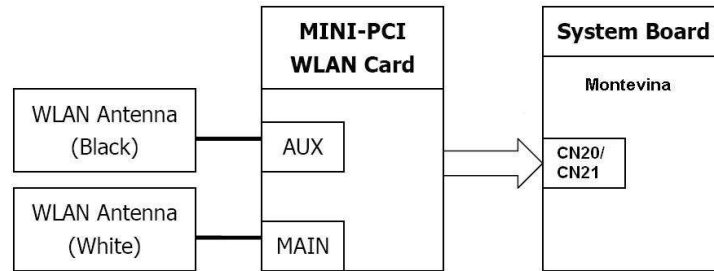 MINI-PCI
WLAN Card
System Board
Montevina
WLAN Antenna
(Black)
AUX
CN20/
CN21
WLAN Antenna
(White)
MAIN